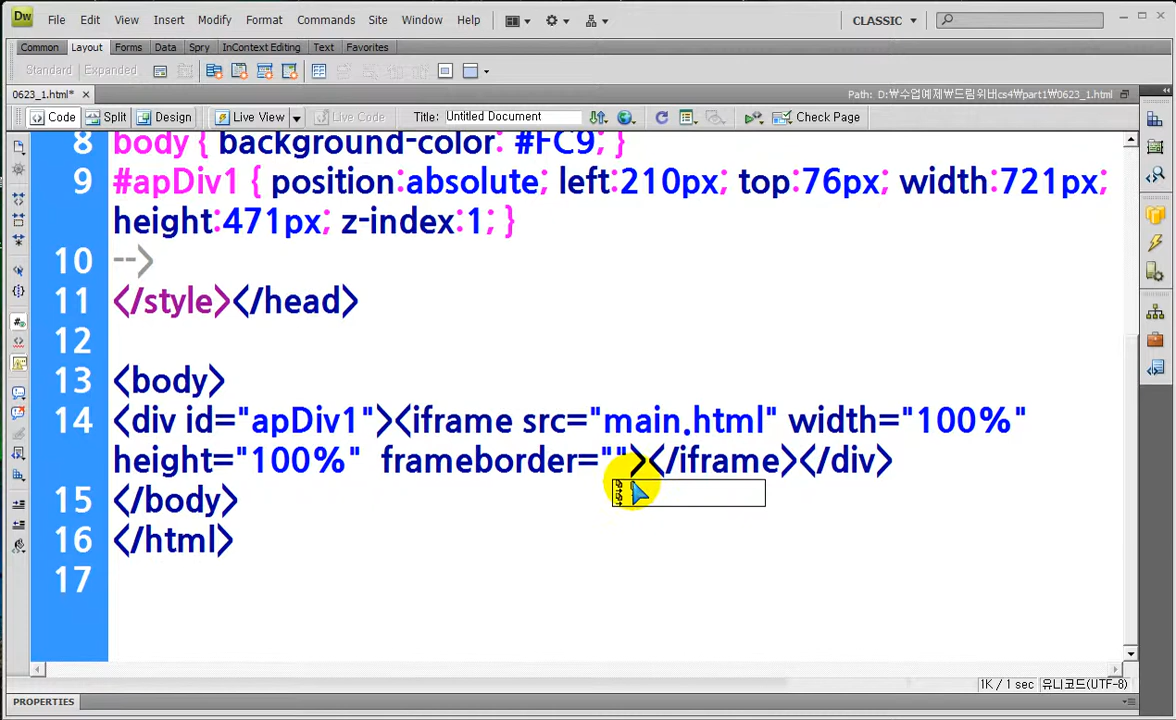 Dw File Edit View Insert Modify Format Commands Site Window Help CLASSIC
Common Layout Forms Data Spry InContext Editing Text Favorites
Standard Expanded
0623_1.html* Path: D:₩수업예제₩드림위버cs4₩part1₩0623_1.html
Code Split Design Live View Live Code Title: Untitled Document Check Page
8 body { background-color: #FC9; }
9 #apDiv1 { position:absolute; left:210px; top:76px; width:721px;
height:471px; z-index:1; }
10 -->
11 </style></head>
12
13 <body>
14 <div id="apDiv1"><iframe src="main.html" width="100%"
height="100%"  frameborder=""></iframe></div>
15 </body>
16 </html>
17
1K / 1 sec 유니코드(UTF-8)
PROPERTIES